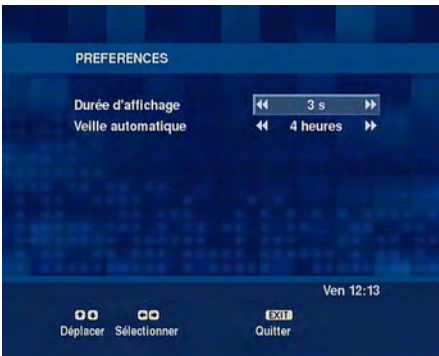 PREFERENCES
Durée d'affichage 3 s
Veille automatique 4 heures
Ven 12:13
EXIT
Déplacer Sélectionner Quitter